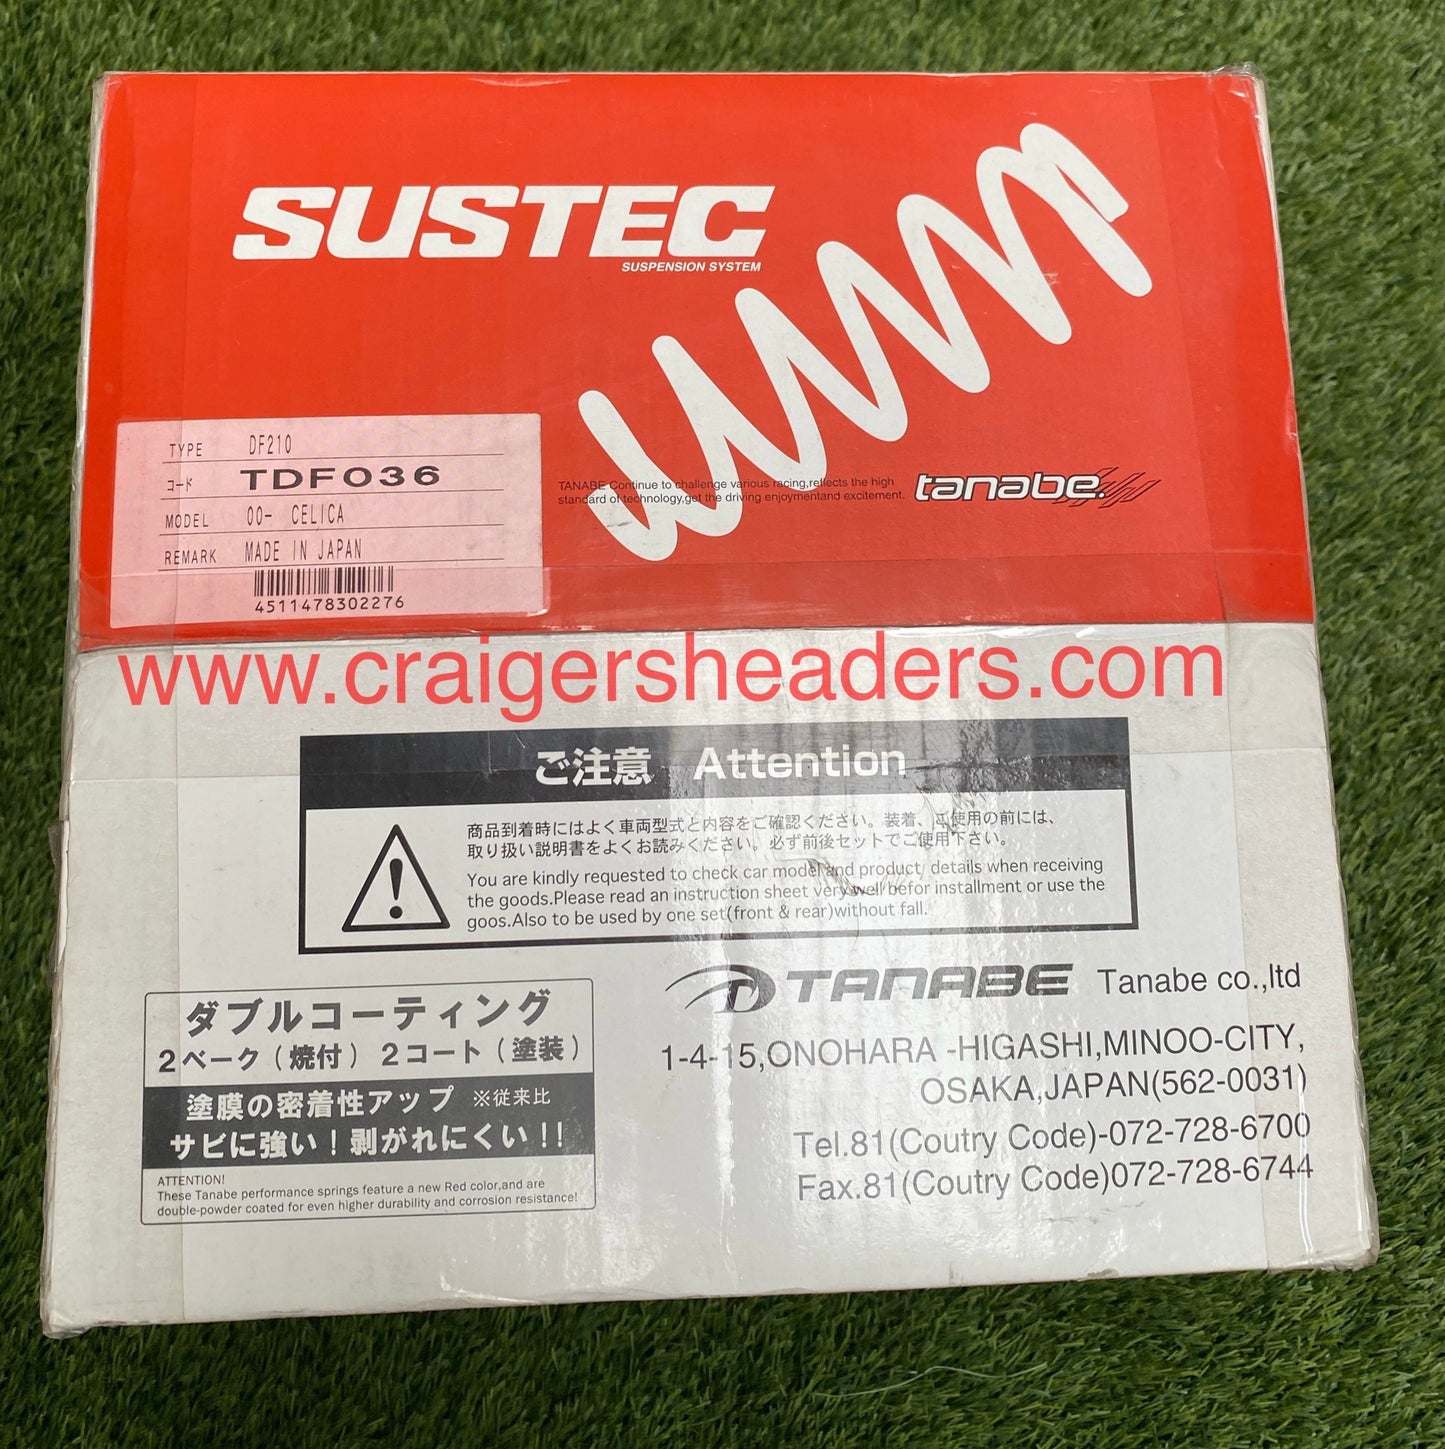 SUSTEC
SUSPENSION SYSTEM
TYPE DF210
コード TDF036
MODEL 00- CELICA
REMARK MADE IN JAPAN
4511478302276
TANABE Continue to challenge various racing,reflects the high
standard of technology,get the driving enjoymentand excitement.
tanabe.
www.craigersheaders.com
ご注意 Attention
商品到着時にはよく車両型式と内容をご確認ください。装着、ご使用の前には、
取り扱い説明書をよくお読みください。必ず前後セットでご使用下さい。
You are kindly requested to check car model and product details when receiving
the goods.Please read an instruction sheet very well befor installment or use the
goos.Also to be used by one set(front & rear)without fall.
ダブルコーティング
2ベーク(焼付) 2コート(塗装)
塗膜の密着性アップ ※従来比
サビに強い!剥がれにくい!!
ATTENTION!
These Tanabe performance springs feature a new Red color,and are
double-powder coated for even higher durability and corrosion resistance!
TANABE Tanabe co.,ltd
1-4-15,ONOHARA -HIGASHI,MINOO-CITY,
OSAKA,JAPAN(562-0031)
Tel.81(Coutry Code)-072-728-6700
Fax.81(Coutry Code)072-728-6744